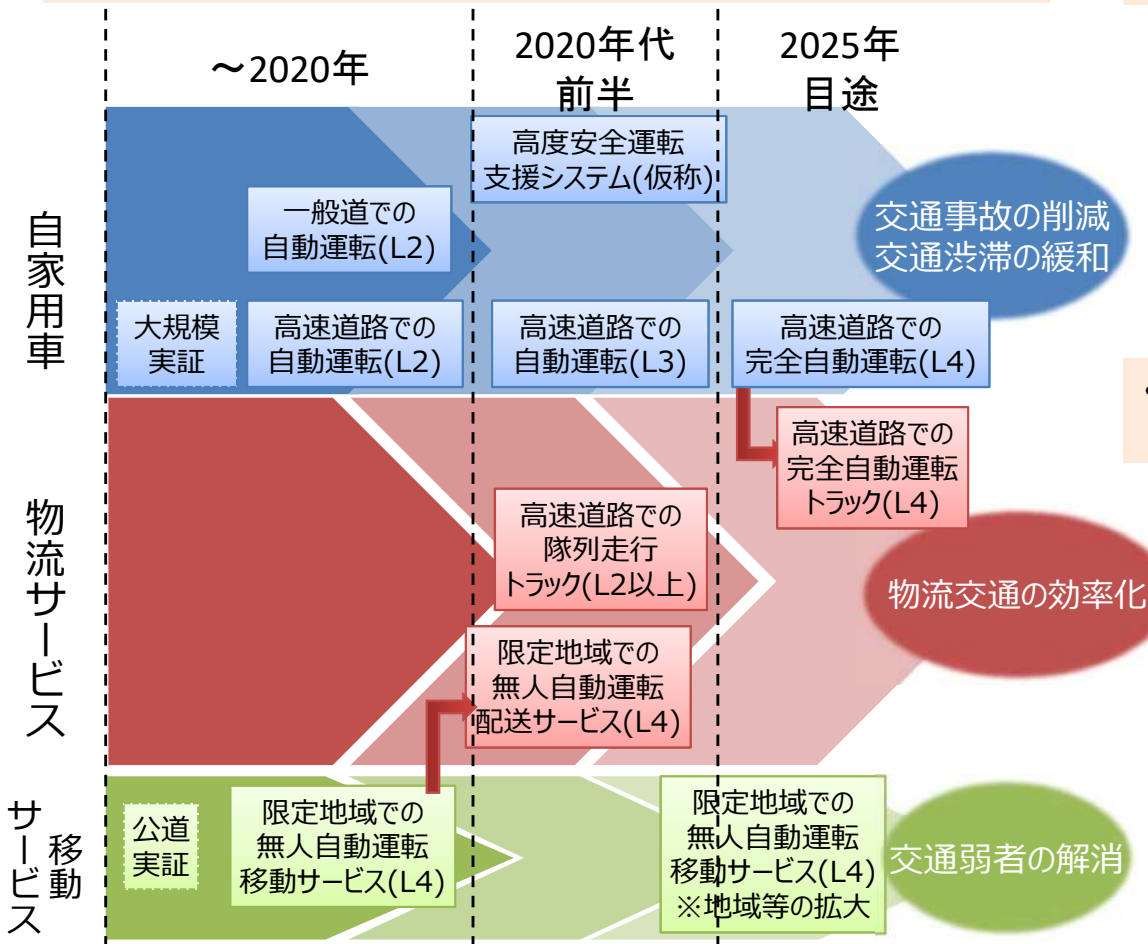 ~2020年
2020年代
前半
2025年
目途
自家用車
高度安全運転
支援システム(仮称)
一般道での
自動運転(L2)
大規模
実証
高速道路での
自動運転(L2)
高速道路での
自動運転(L3)
高速道路での
完全自動運転(L4)
交通事故の削減
交通渋滞の緩和
物流サービス
高速道路での
完全自動運転
トラック(L4)
高速道路での
隊列走行
トラック(L2以上)
限定地域での
無人自動運転
配送サービス(L4)
物流交通の効率化
移動
サービス
公道
実証
限定地域での
無人自動運転
移動サービス(L4)
限定地域での
無人自動運転
移動サービス(L4)
※地域等の拡大
交通弱者の解消